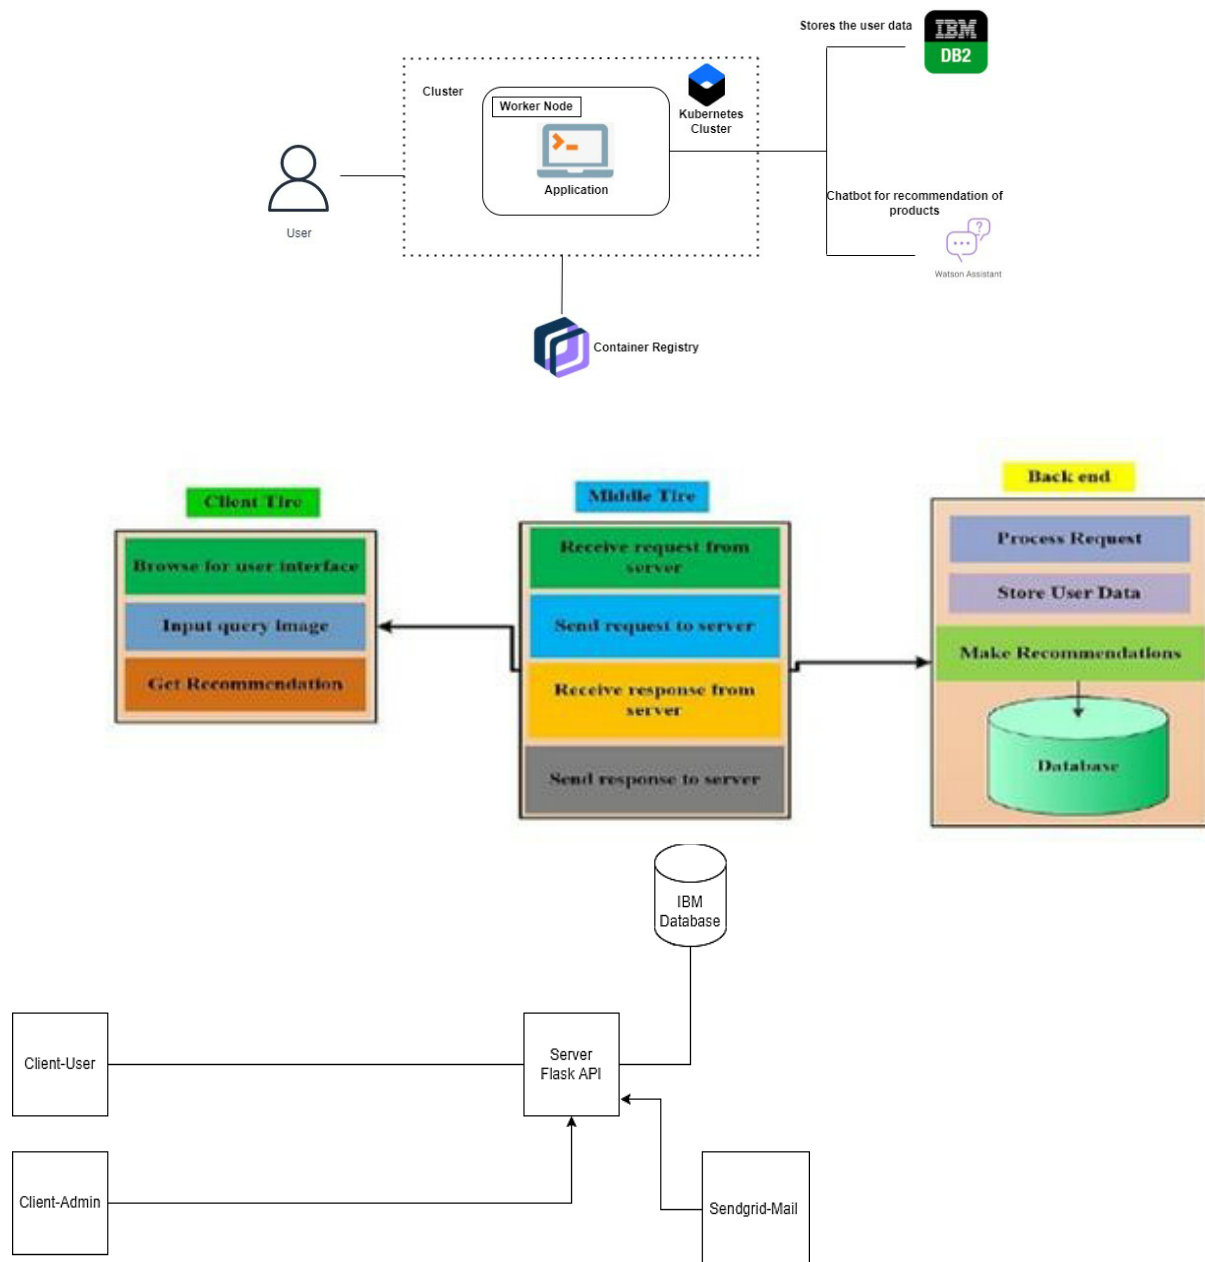 Stores the user data
IBM
DB2
Cluster
Worker Node
Kubernetes
Cluster
Application
User
Chatbot for recommendation of
products
Watson Assistant
Container Registry
Client Tire
Middle Tire
Back end
Browse for user interface
Input query image
Get Recommendation
Receive request from
server
Send request to server
Receive response from
server
Send response to server
Process Request
Store User Data
Make Recommendations
Database
IBM
Database
Client-User
Server
Flask API
Client-Admin
Sendgrid-Mail